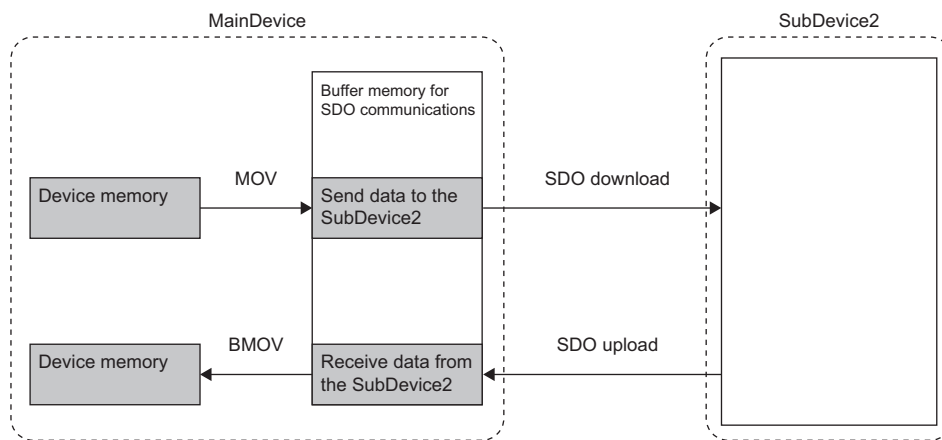 MainDevice
SubDevice2
Buffer memory for
SDO communications
Device memory
MOV
Send data to the
SubDevice2
SDO download
Device memory
BMOV
Receive data from
the SubDevice2
SDO upload